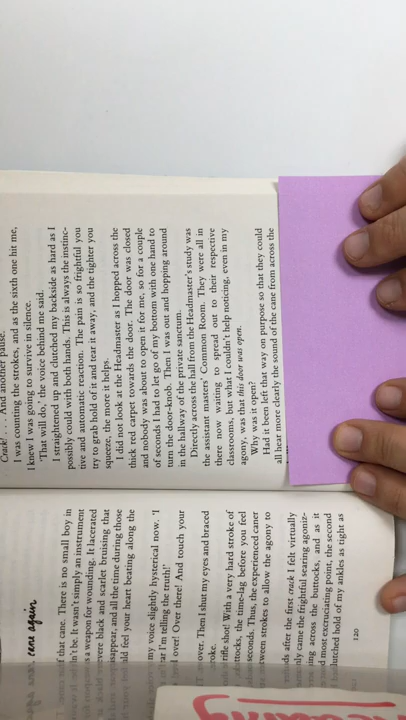 ropes and cane again
f that cane. There is no small boy in
n't be. It wasn't simply an instrument
a weapon for wounding. It lacerated
evere black and scarlet bruising that
isappear, and all the time during those
ld feel your heart beating along the
my voice slightly hysterical now. 'I
ar I'm telling the truth!'
l over! Over there! And touch your
over. Then I shut my eyes and braced
roke.
rifle shot! With a very hard stroke of
ttocks, the time-lag before you feel
seconds. Thus, the experienced caner
tween strokes to allow the agony to
nds after the first crack I felt virtually
enly came the frightful searing agoniz-
ing across the buttocks, and as it
most excruciating point, the second
lutched hold of my ankles as tight as
120
Crack! . . . And another pause.
I was counting the strokes, and as the sixth one hit me,
I knew I was going to survive in silence.
'That will do,' the voice behind me said.
I straightened up and clutched my backside as hard as I
possibly could with both hands. This is always the instinc-
tive and automatic reaction. The pain is so frightful you
try to grab hold of it and tear it away, and the tighter you
squeeze, the more it helps.
I did not look at the Headmaster as I hopped across the
thick red carpet towards the door. The door was closed
and nobody was about to open it for me, so for a couple
of seconds I had to let go of my bottom with one hand to
turn the door-knob. Then I was out and hopping around
in the hallway of the private sanctum.
Directly across the hall from the Headmaster's study was
the assistant masters' Common Room. They were all in
there now waiting to spread out to their respective
classrooms, but what I couldn't help noticing, even in my
agony, was that this door was open.
Why was it open?
Had it been left that way on purpose so that they could
all hear more clearly the sound of the cane from across the